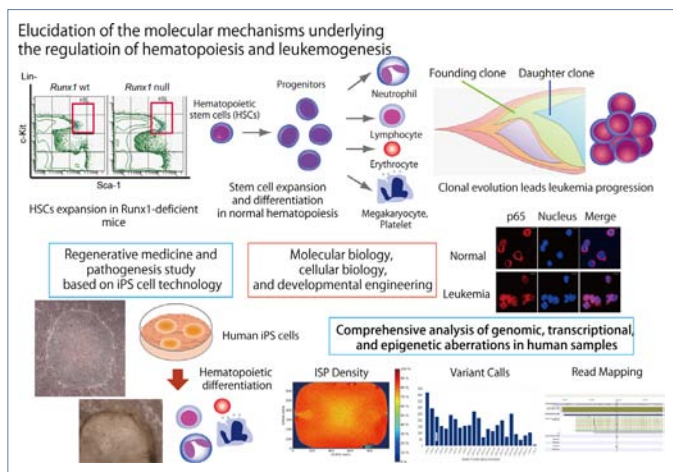 Elucidation of the molecular mechanisms underlying
the regulatioin of hematopoiesis and leukemogenesis
Lin-
Runx1 wt
Runx1 null
c-Kit
Sca-1
HSCs expansion in Runx1-deficient
mice
Hematopoietic
stem cells (HSCs)
Progenitors
Stem cell expansion
and differentiation
in normal hematopoiesis
Neutrophil
Lymphocyte
Erythrocyte
Megakaryocyte,
Platelet
Founding clone
Daughter clone
Clonal evolution leads leukemia progression
p65
Nucleus
Merge
Normal
Leukemia
Regenerative medicine and
pathogenesis study
based on iPS cell technology
Molecular biology,
cellular biology,
and developmental engineering
Human iPS cells
Hematopoietic
differentiation
Comprehensive analysis of genomic, transcriptional,
and epigenetic aberrations in human samples
ISP Density
Variant Calls
Read Mapping